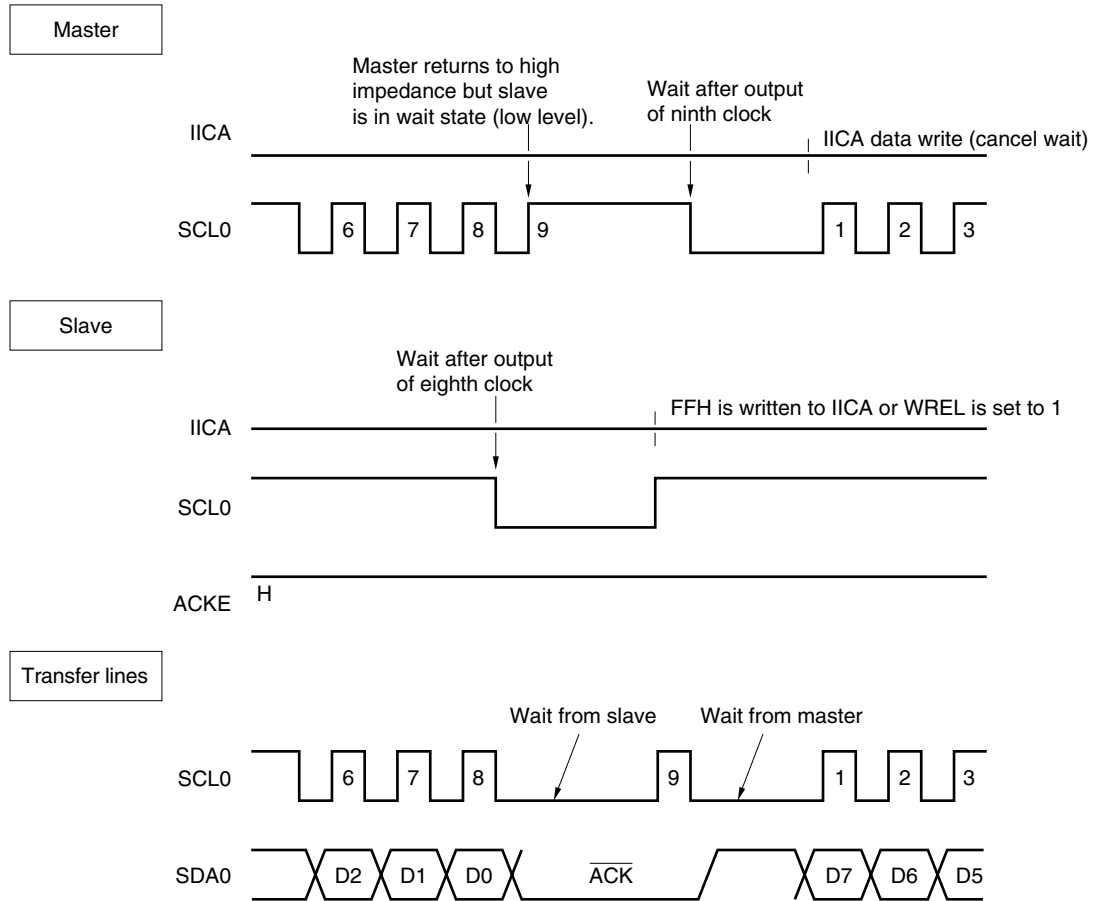 Master
Master returns to high
impedance but slave
is in wait state (low level).
Wait after output
of ninth clock
IICA
IICA data write (cancel wait)
SCL0
6 7 8 9 1 2 3
Slave
Wait after output
of eighth clock
IICA
FFH is written to IICA or WREL is set to 1
SCL0
ACKE
H
Transfer lines
Wait from slave
Wait from master
SCL0
6 7 8 9 1 2 3
SDA0
D2 D1 D0 ACK D7 D6 D5